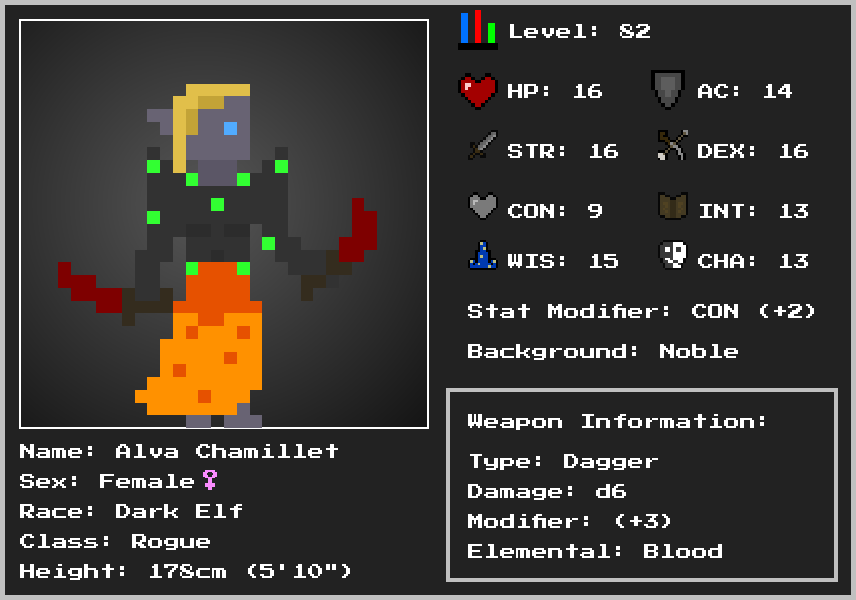 Level: 82
HP: 16 AC: 14
STR: 16 DEX: 16
CON: 9 INT: 13
WIS: 15 CHA: 13
Stat Modifier: CON (+2)
Background: Noble
Weapon Information:
Type: Dagger
Damage: d6
Modifier: (+3)
Elemental: Blood
Name: Alva Chamillet
Sex: Female♀
Race: Dark Elf
Class: Rogue
Height: 178cm (5'10")